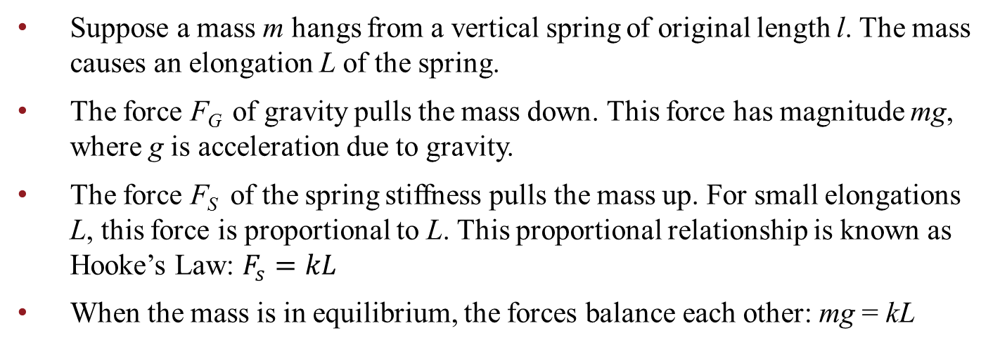 • Suppose a mass m hangs from a vertical spring of original length l. The mass
causes an elongation L of the spring.
• The force F_G of gravity pulls the mass down. This force has magnitude mg,
where g is acceleration due to gravity.
• The force F_S of the spring stiffness pulls the mass up. For small elongations
L, this force is proportional to L. This proportional relationship is known as
Hooke’s Law: F_s = kL
• When the mass is in equilibrium, the forces balance each other: mg = kL